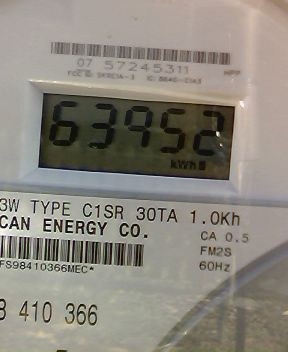 07 57245311
63952
kWh
3W TYPE C1SR 30TA 1.0Kh
CAN ENERGY CO.
CA 0.5
FM2S
60Hz
FS98410366MEC*
8 410 366